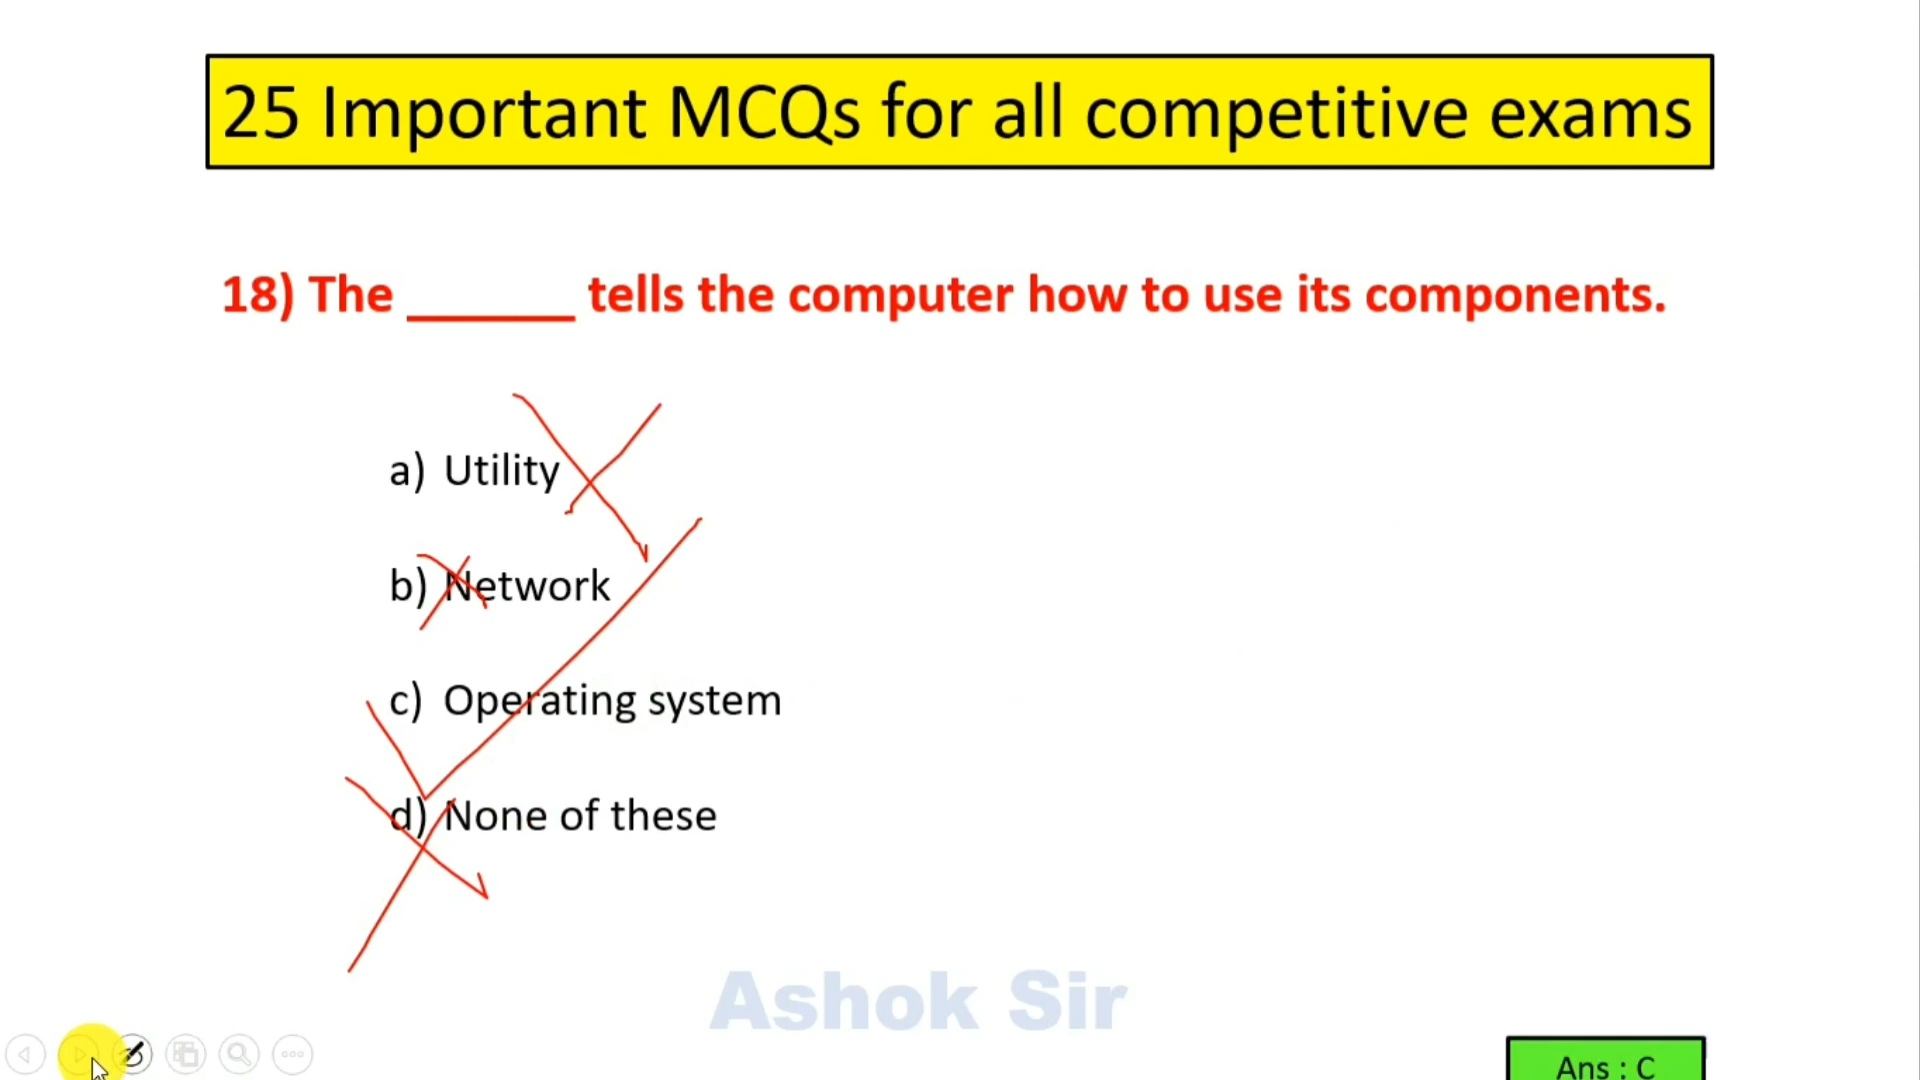 25 Important MCQs for all competitive exams
18) The _______ tells the computer how to use its components.
a) Utility
b) Network
c) Operating system
d) None of these
Ashok Sir
Ans : C